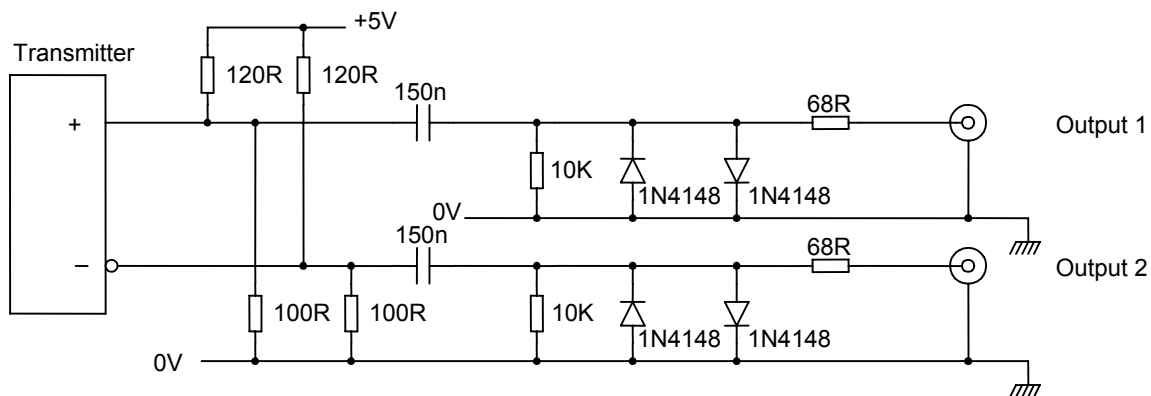 +5V
Transmitter
120R
120R
150n
68R
+
Output 1
10K
1N4148
1N4148
0V
150n
68R
−
Output 2
100R
100R
10K
1N4148
1N4148
0V